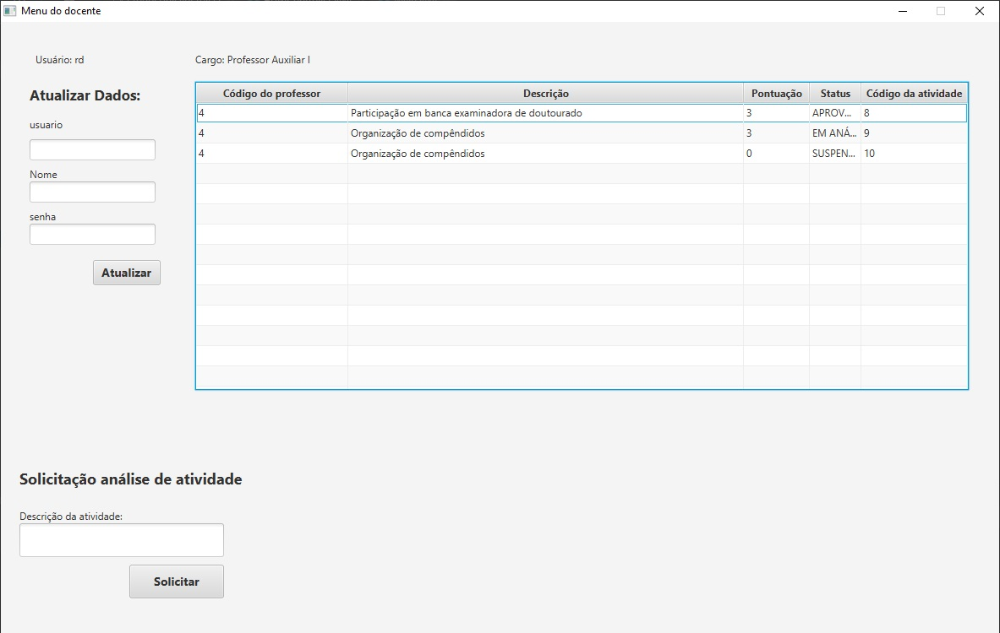 Menu do docente
Usuário: rd
Cargo: Professor Auxiliar I
Atualizar Dados:
usuario
Nome
senha
Atualizar
Código do professor Descrição Pontuação Status Código da atividade
4 Participação em banca examinadora de doutourado 3 APROV... 8
4 Organização de compêndidos 3 EM ANÁ... 9
4 Organização de compêndidos 0 SUSPEN... 10
Solicitação análise de atividade
Descrição da atividade:
Solicitar